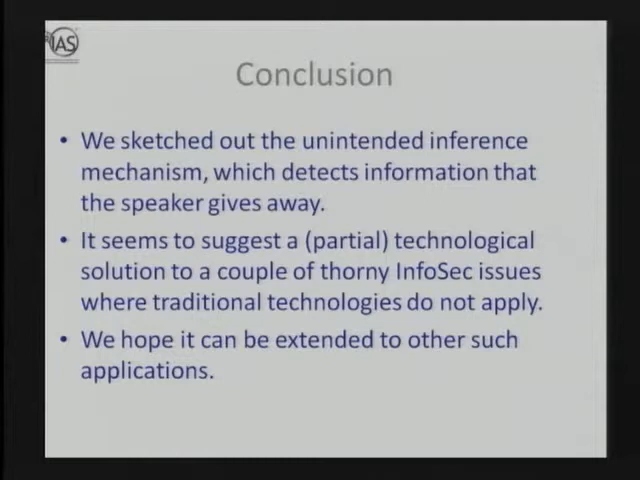 IAS
Conclusion
• We sketched out the unintended inference
mechanism, which detects information that
the speaker gives away.
• It seems to suggest a (partial) technological
solution to a couple of thorny InfoSec issues
where traditional technologies do not apply.
• We hope it can be extended to other such
applications.